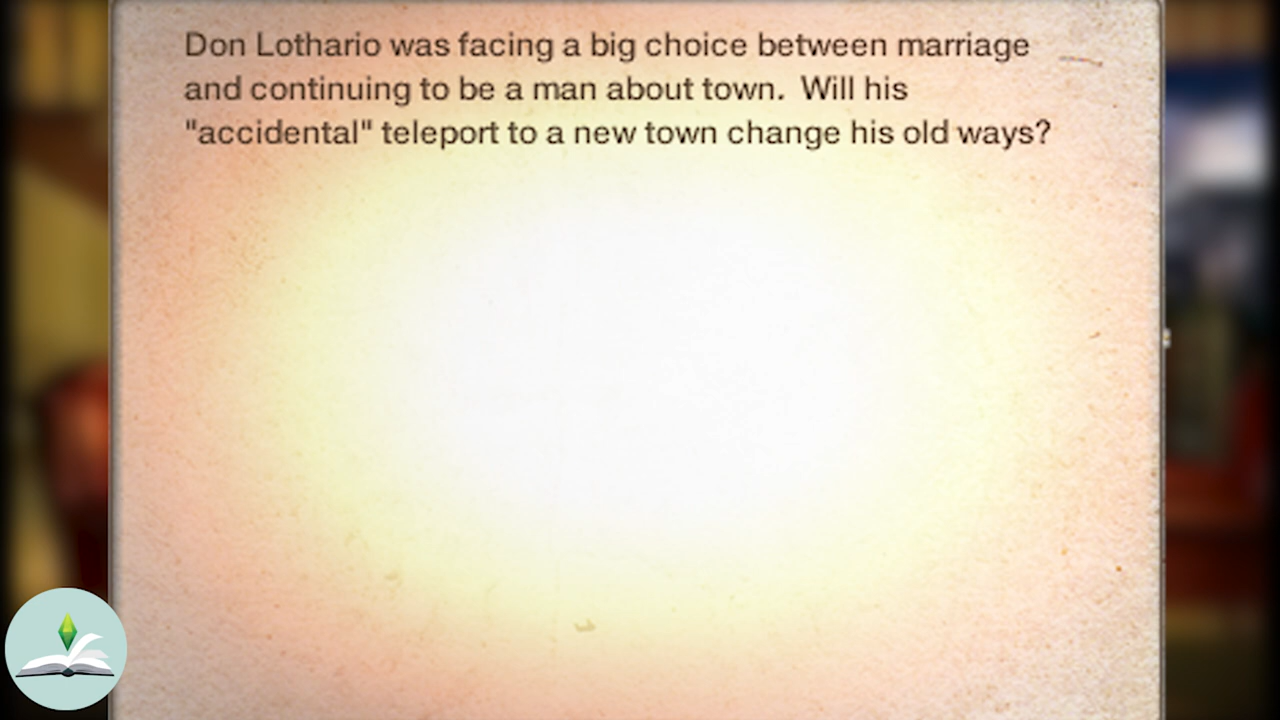 Don Lothario was facing a big choice between marriage
and continuing to be a man about town.  Will his
"accidental" teleport to a new town change his old ways?